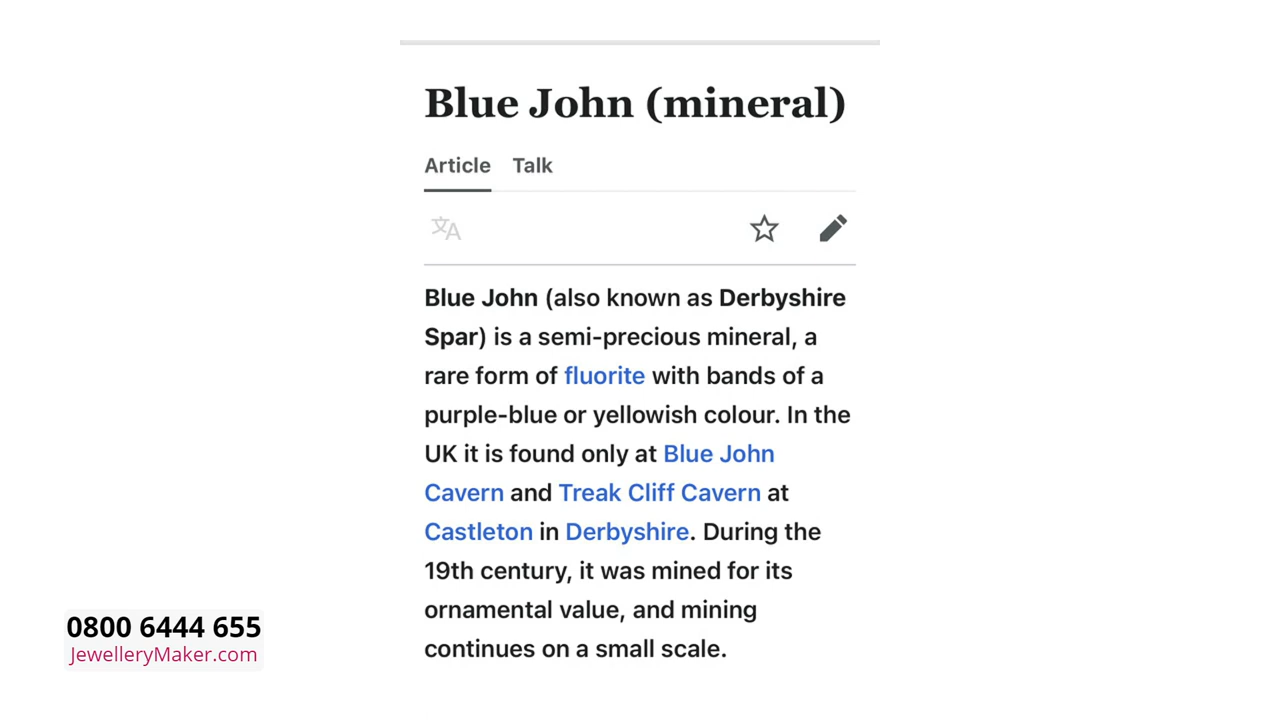 Blue John (mineral)
Article Talk
Blue John (also known as Derbyshire
Spar) is a semi-precious mineral, a
rare form of fluorite with bands of a
purple-blue or yellowish colour. In the
UK it is found only at Blue John
Cavern and Treak Cliff Cavern at
Castleton in Derbyshire. During the
19th century, it was mined for its
ornamental value, and mining
continues on a small scale.
0800 6444 655
JewelleryMaker.com